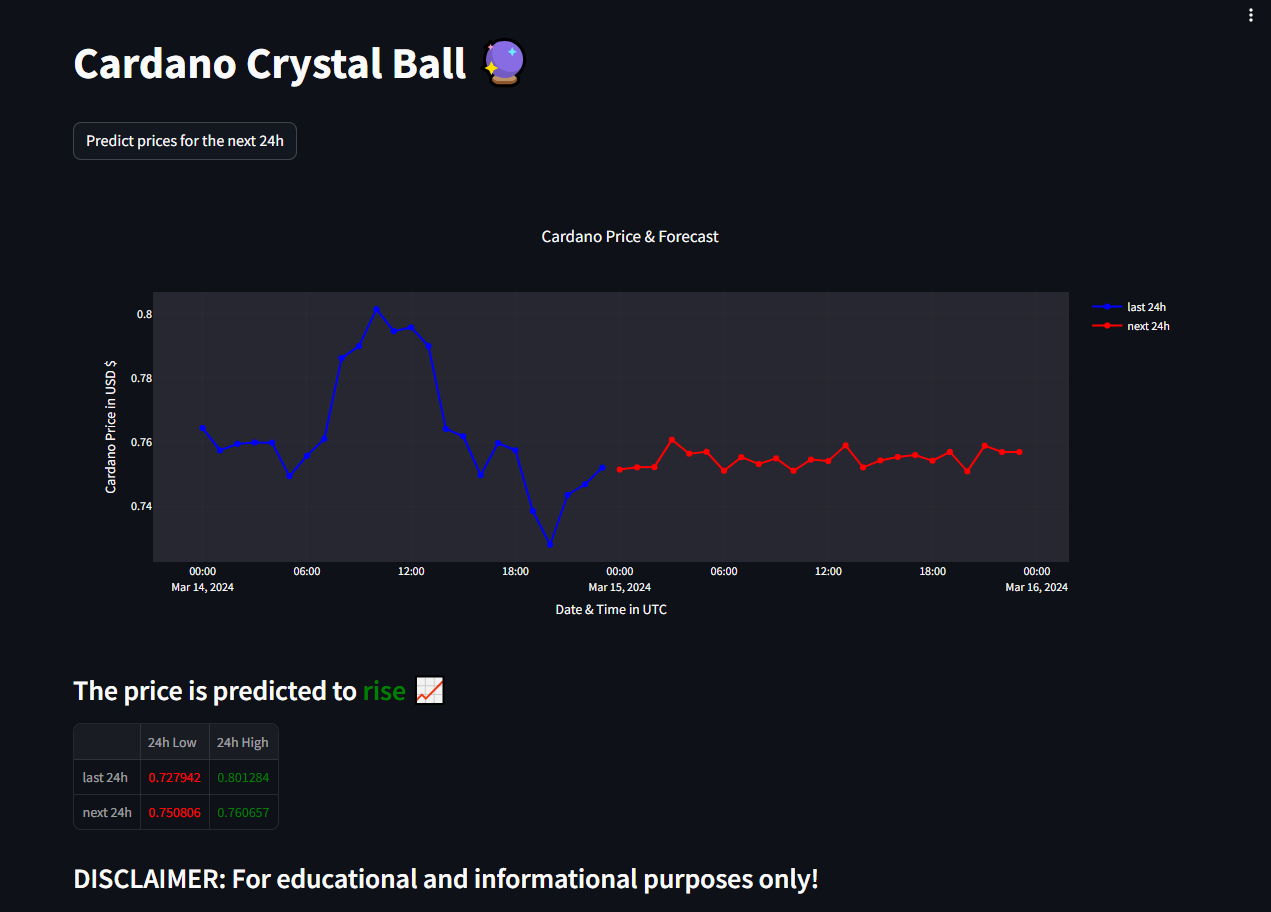 Cardano Crystal Ball
Predict prices for the next 24h
Cardano Price & Forecast
last 24h
next 24h
Cardano Price in USD $
0.8
0.78
0.76
0.74
00:00 06:00 12:00 18:00 00:00 06:00 12:00 18:00 00:00
Mar 14, 2024 Mar 15, 2024 Mar 16, 2024
Date & Time in UTC
The price is predicted to rise
24h Low 24h High
last 24h 0.727942 0.801284
next 24h 0.750806 0.760657
DISCLAIMER: For educational and informational purposes only!